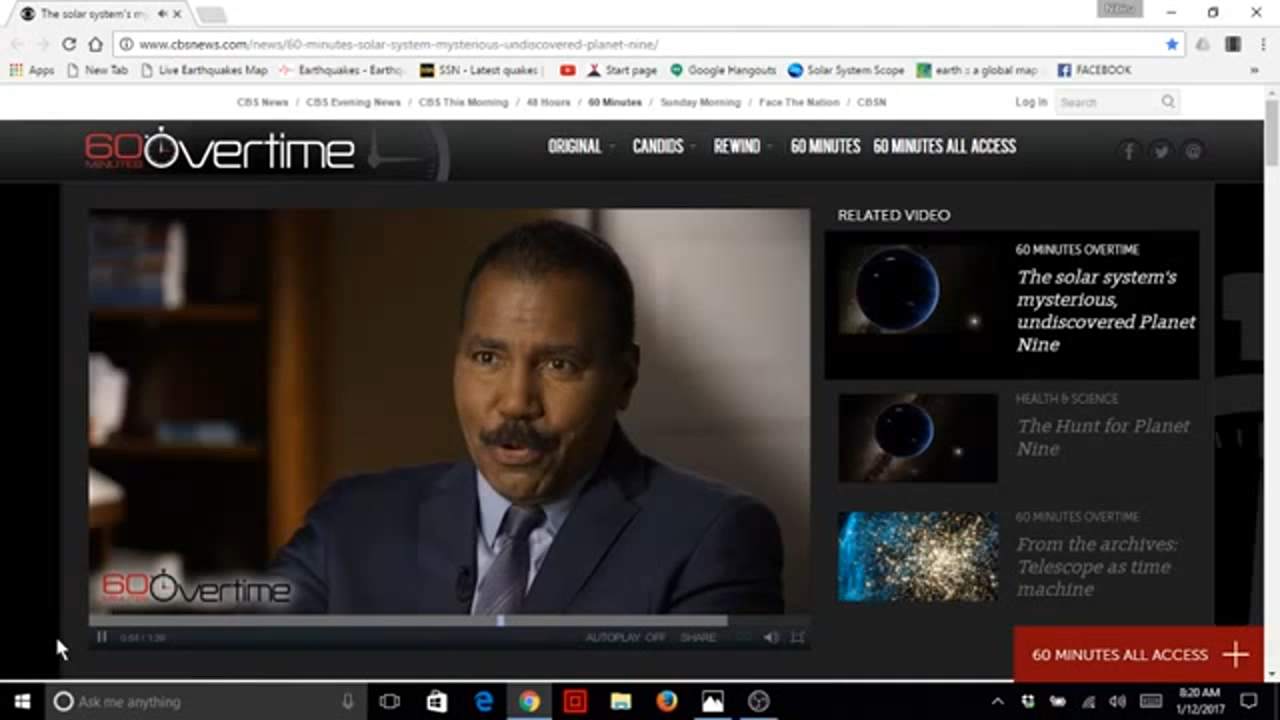 The solar system's m
Nibiru
www.cbsnews.com/news/60-minutes-solar-system-mysterious-undiscovered-planet-nine/
Apps New Tab Live Earthquakes Map Earthquakes - Earthq SSN - Latest quakes | Start page Google Hangouts Solar System Scope earth :: a global map FACEBOOK »
CBS News / CBS Evening News / CBS This Morning / 48 Hours / 60 Minutes / Sunday Morning / Face The Nation / CBSN Log In Search
60 MINUTES Overtime
ORIGINAL CANDIDS REWIND 60 MINUTES 60 MINUTES ALL ACCESS
RELATED VIDEO
60 MINUTES OVERTIME
The solar system's
mysterious,
undiscovered Planet
Nine
HEALTH & SCIENCE
The Hunt for Planet
Nine
60 MINUTES OVERTIME
From the archives:
Telescope as time
machine
60 MINUTES Overtime
AUTOPLAY OFF SHARE
60 MINUTES ALL ACCESS +
Ask me anything
8:20 AM
1/12/2017